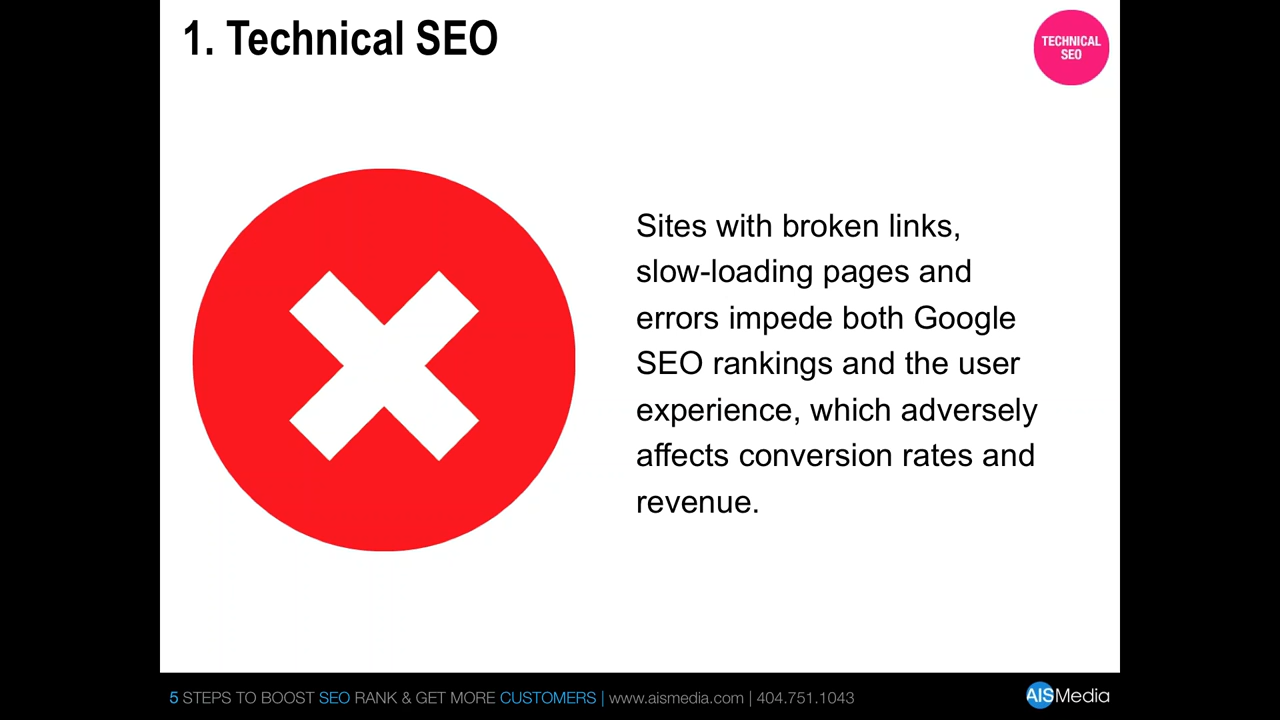 1. Technical SEO
TECHNICAL
SEO
Sites with broken links,
slow-loading pages and
errors impede both Google
SEO rankings and the user
experience, which adversely
affects conversion rates and
revenue.
5 STEPS TO BOOST SEO RANK & GET MORE CUSTOMERS | www.aismedia.com | 404.751.1043
AISMedia